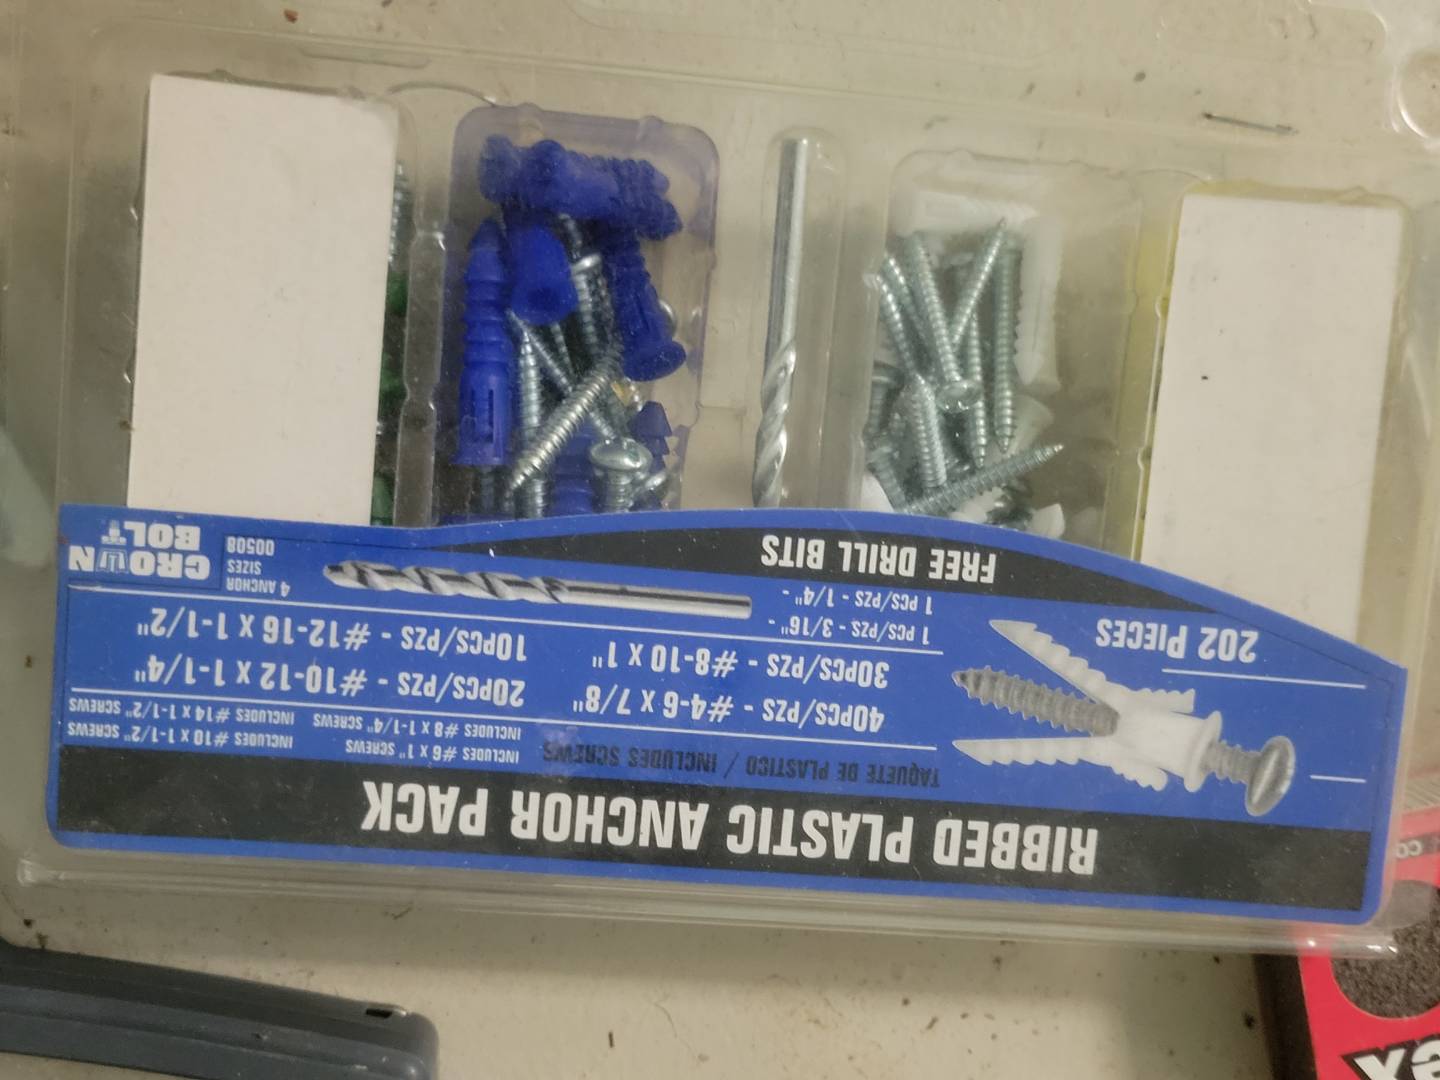 RIBBED PLASTIC ANCHOR PACK
TAQUETE DE PLASTICO / INCLUDES SCREWS
202 PIECES
40PCS/PZS - #4-6 X 7/8"
INCLUDES #6 x 1" SCREWS
30PCS/PZS - #8-10 X 1"
INCLUDES #8 x 1-1/4" SCREWS
20PCS/PZS - #10-12 X 1-1/4"
INCLUDES #10 x 1-1/2" SCREWS
10PCS/PZS - #12-16 X 1-1/2"
INCLUDES #14 x 1-1/2" SCREWS
1 PCS/PZS - 3/16" -
1 PCS/PZS - 1/4" -
FREE DRILL BITS
4 ANCHOR
SIZES
00508
CROWN
BOLT
CO
ex